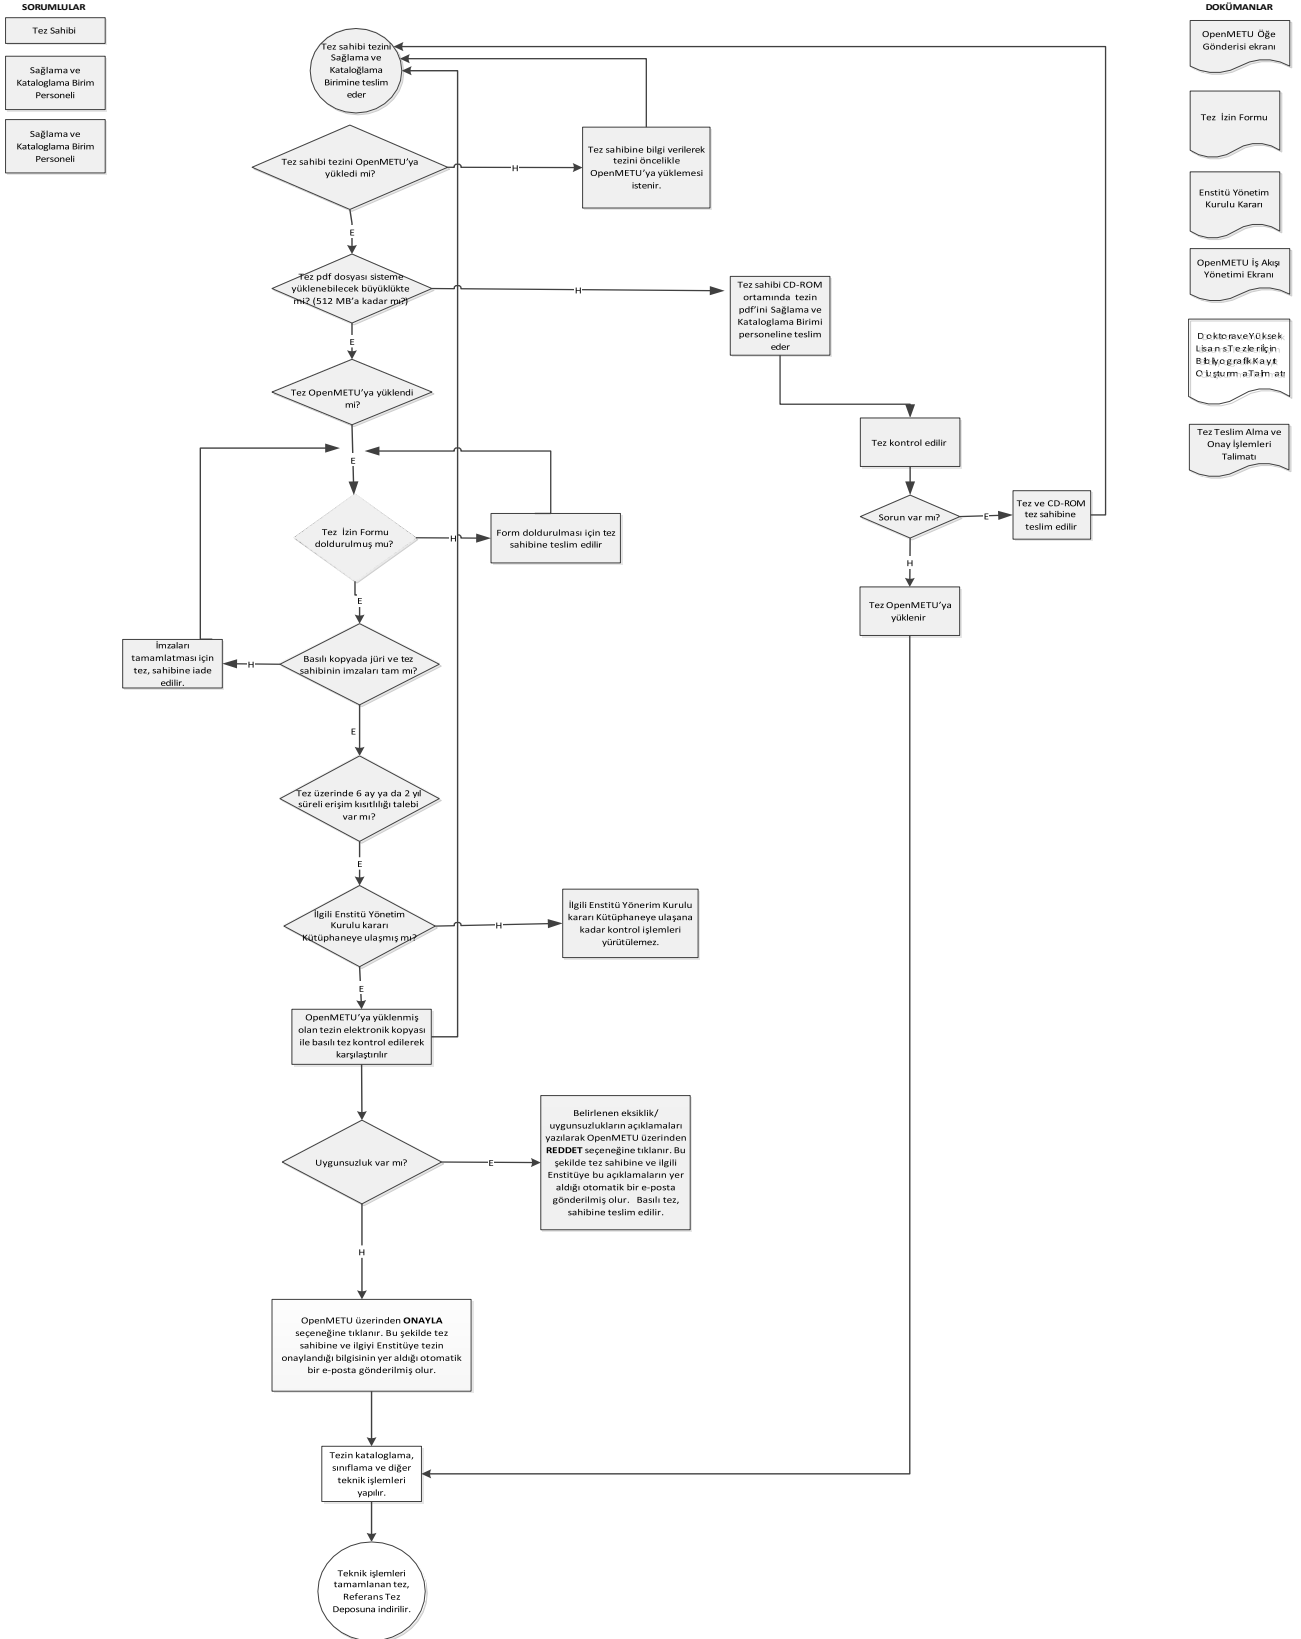 SORUMLULAR
Tez Sahibi
Sağlama ve
Kataloglama Birim
Personeli
Sağlama ve
Kataloglama Birim
Personeli
Tez sahibi tezini
Sağlama ve
Kataloğlama
Birimine teslim
eder
Tez sahibi tezini OpenMETU’ya
yükledi mi?
H
Tez sahibine bilgi verilerek
tezini öncelikle
OpenMETU’ya yüklemesi
istenir.
E
Tez pdf dosyası sisteme
yüklenebilecek büyüklükte
mi? (512 MB’a kadar mı?)
H
Tez sahibi CD-ROM
ortamında tezin
pdf’ini Sağlama ve
Kataloglama Birimi
personeline teslim
eder
E
Tez OpenMETU’ya yüklendi
mi?
Tez kontrol edilir
E
Sorun var mı?
E
Tez ve CD-ROM
tez sahibine
teslim edilir
H
Tez OpenMETU’ya
yüklenir
Tez İzin Formu
doldurulmuş mu?
H
Form doldurulması için tez
sahibine teslim edilir
E
Basılı kopyada jüri ve tez
sahibinin imzaları tam mı?
H
İmzaları
tamamlatması için
tez, sahibine iade
edilir.
E
Tez üzerinde 6 ay ya da 2 yıl
süreli erişim kısıtlılığı talebi
var mı?
E
İlgili Enstitü Yönetim
Kurulu kararı
Kütüphaneye ulaşmış mı?
H
İlgili Enstitü Yönerim Kurulu
kararı Kütüphaneye ulaşana
kadar kontrol işlemleri
yürütülemez.
E
OpenMETU’ya yüklenmiş
olan tezin elektronik kopyası
ile basılı tez kontrol edilerek
karşılaştırılır
Uygunsuzluk var mı?
E
Belirlenen eksiklik/
uygunsuzlukların açıklamaları
yazılarak OpenMETU üzerinden
REDDET seçeneğine tıklanır. Bu
şekilde tez sahibine ve ilgili
Enstitüye bu açıklamaların yer
aldığı otomatik bir e-posta
gönderilmiş olur. Basılı tez,
sahibine teslim edilir.
H
OpenMETU üzerinden ONAYLA
seçeneğine tıklanır. Bu şekilde tez
sahibine ve ilgiyi Enstitüye tezin
onaylandığı bilgisinin yer aldığı otomatik
bir e-posta gönderilmiş olur.
Tezin kataloglama,
sınıflama ve diğer
teknik işlemleri
yapılır.
Teknik işlemleri
tamamlanan tez,
Referans Tez
Deposuna indirilir.
DOKÜMANLAR
OpenMETU Öğe
Gönderisi ekranı
Tez İzin Formu
Enstitü Yönetim
Kurulu Kararı
OpenMETU İş Akışı
Yönetimi Ekranı
Doktora ve Yüksek
Lisans Tezleri İçin
Bibliyografik Kayıt
Oluşturma Talimatı
Tez Teslim Alma ve
Onay İşlemleri
Talimatı